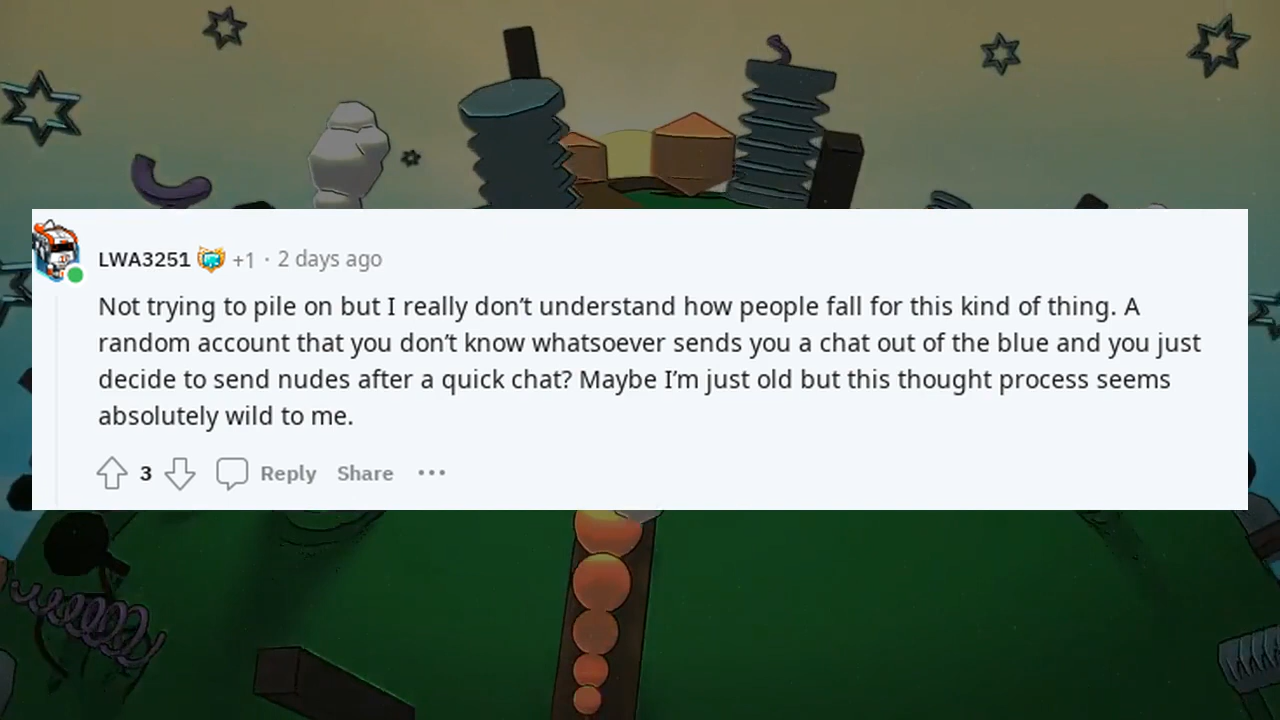 LWA3251 +1 · 2 days ago
Not trying to pile on but I really don’t understand how people fall for this kind of thing. A
random account that you don’t know whatsoever sends you a chat out of the blue and you just
decide to send nudes after a quick chat? Maybe I’m just old but this thought process seems
absolutely wild to me.
3 Reply Share ···